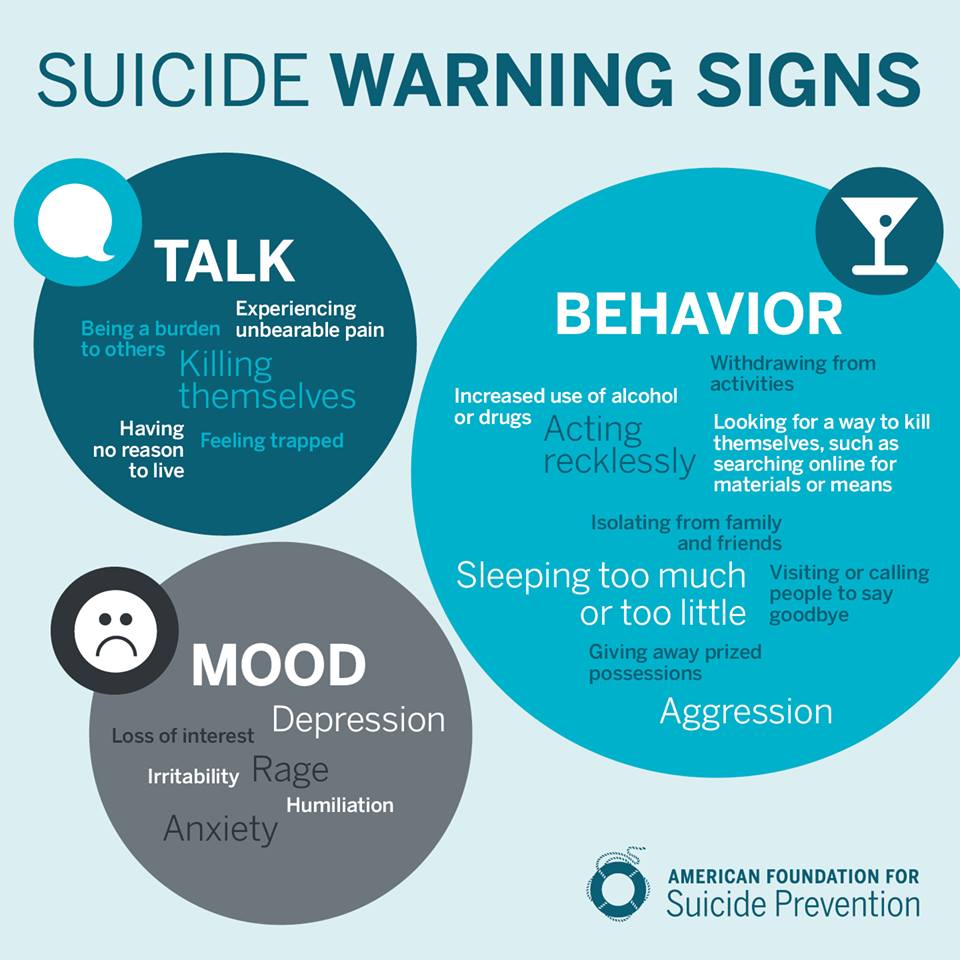 SUICIDE WARNING SIGNS
TALK
Experiencing
unbearable pain
Being a burden
to others
Killing
themselves
Having
no reason
to live
Feeling trapped
BEHAVIOR
Withdrawing from
activities
Increased use of alcohol
or drugs
Acting
recklessly
Looking for a way to kill
themselves, such as
searching online for
materials or means
Isolating from family
and friends
Sleeping too much
or too little
Visiting or calling
people to say
goodbye
Giving away prized
possessions
Aggression
MOOD
Depression
Loss of interest
Rage
Irritability
Humiliation
Anxiety
AMERICAN FOUNDATION FOR
Suicide Prevention